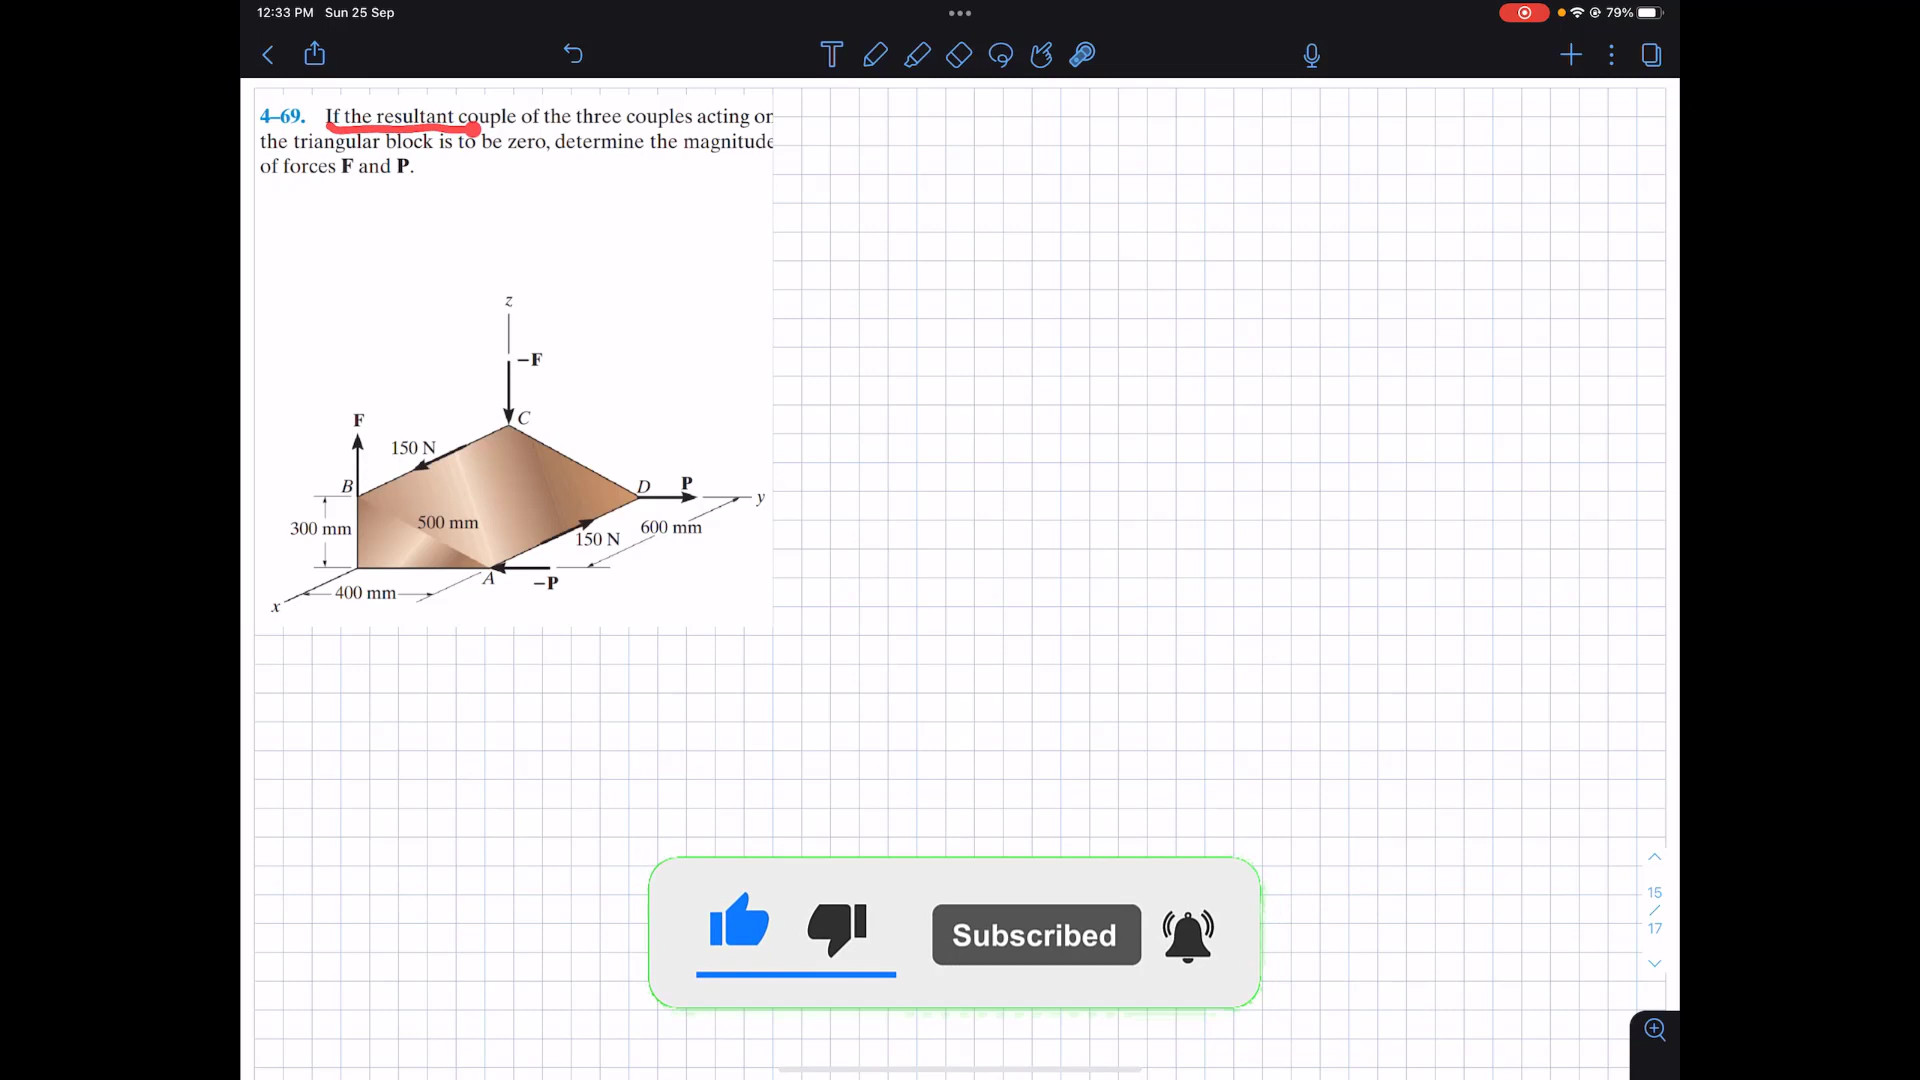 12:33 PM Sun 25 Sep
79%
4–69. If the resultant couple of the three couples acting on
the triangular block is to be zero, determine the magnitude
of forces F and P.
z
−F
C
F
150 N
B
D
P
y
300 mm
500 mm
600 mm
150 N
A
−P
400 mm
x
15
/
17
Subscribed